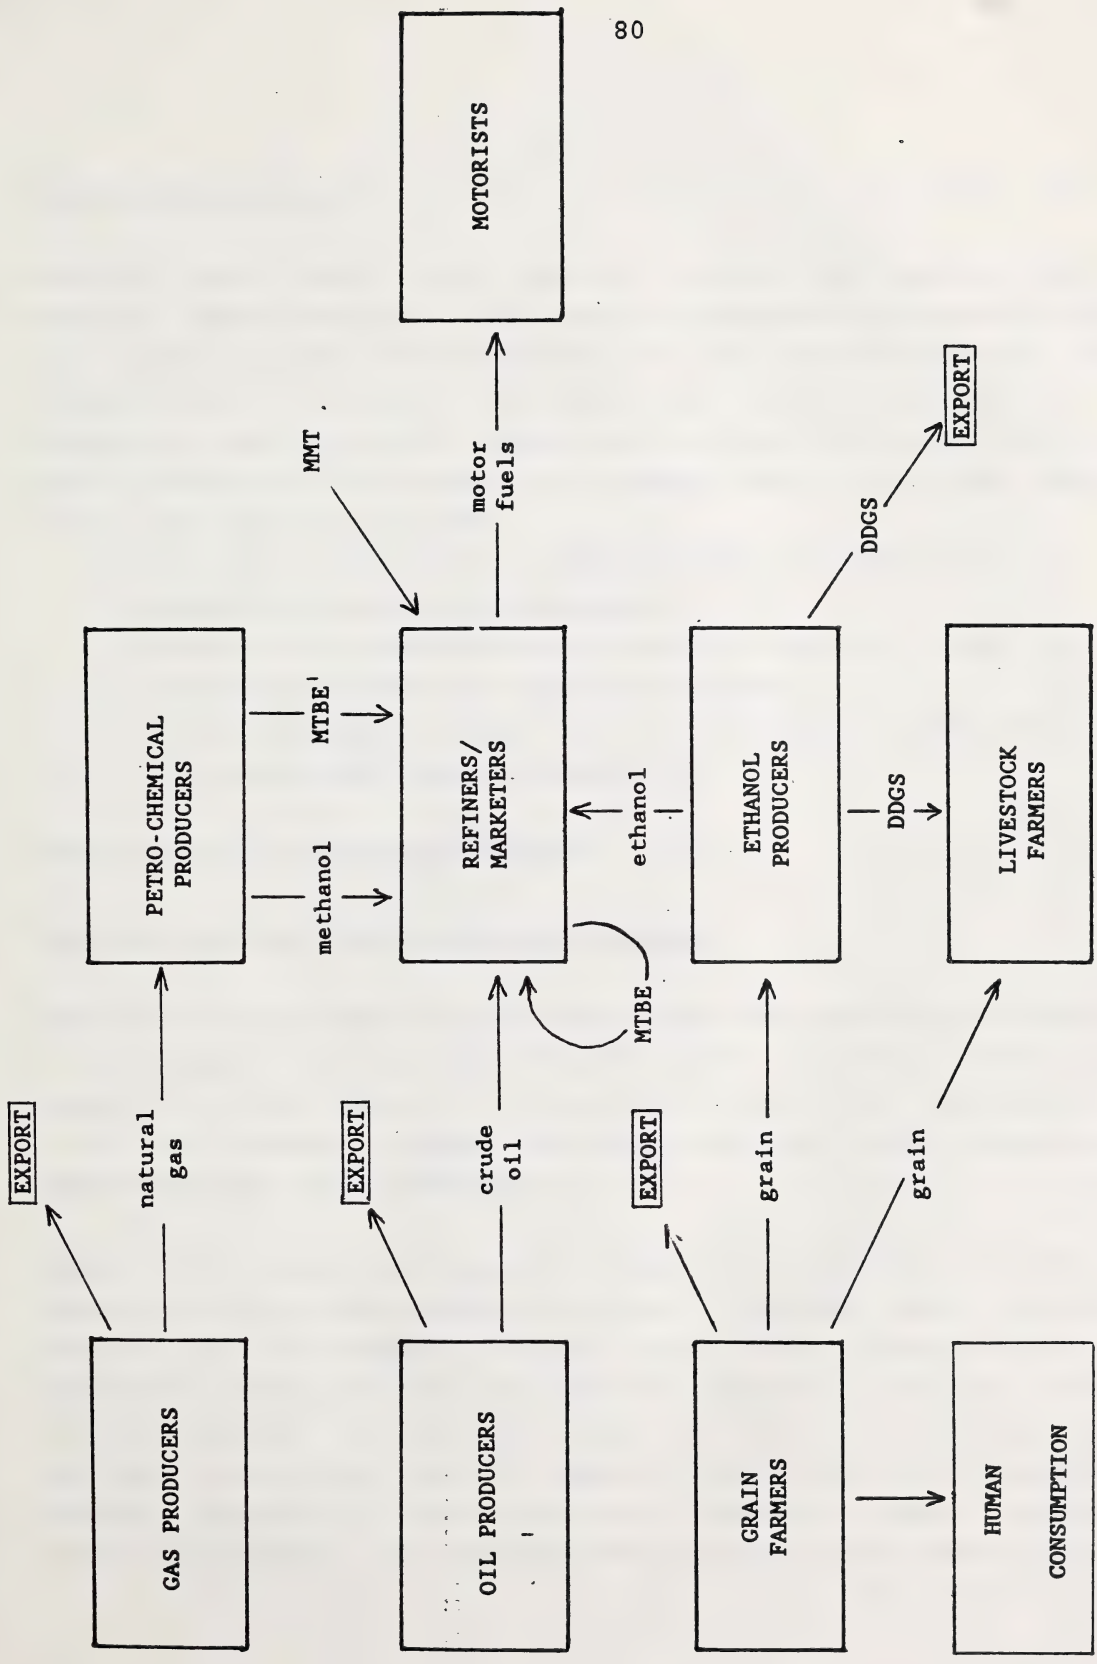 80
EXPORT
GAS PRODUCERS
natural
gas
PETRO-CHEMICAL
PRODUCERS
methanol
MTBE'
MMT
EXPORT
OIL PRODUCERS
crude
oil
REFINERS/
MARKETERS
motor
fuels
MOTORISTS
MTBE
ethanol
EXPORT
GRAIN
FARMERS
grain
ETHANOL
PRODUCERS
DDGS
EXPORT
grain
DDGS
HUMAN
CONSUMPTION
LIVESTOCK
FARMERS